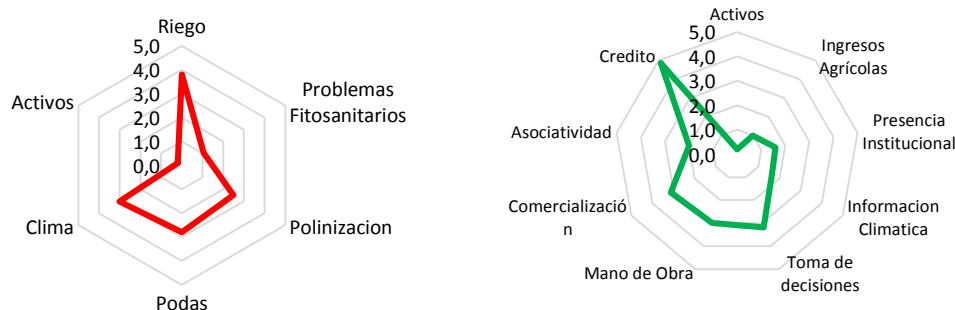 Riego
5,0
4,0
3,0
2,0
1,0
0,0
Problemas
Fitosanitarios
Polinizacion
Podas
Clima
Activos
Activos
5,0
4,0
3,0
2,0
1,0
0,0
Ingresos
Agrícolas
Presencia
Institucional
Informacion
Climatica
Toma de
decisiones
Mano de Obra
Comercializació
n
Asociatividad
Credito